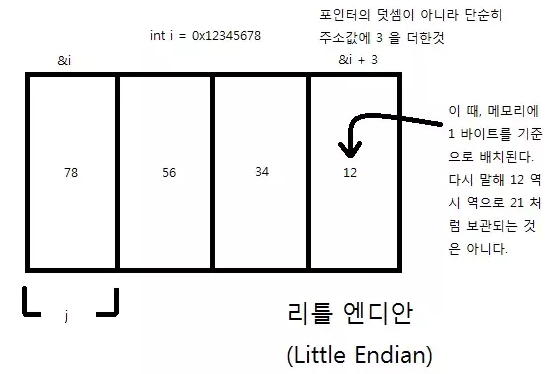 int i = 0x12345678
포인터의 덧셈이 아니라 단순히
주소값에 3 을 더한것
&i
&i + 3
78
56
34
12
이 때, 메모리에
1 바이트를 기준
으로 배치된다.
다시 말해 12 역
시 역으로 21 처
럼 보관되는 것
은 아니다.
j
리틀 엔디안
(Little Endian)